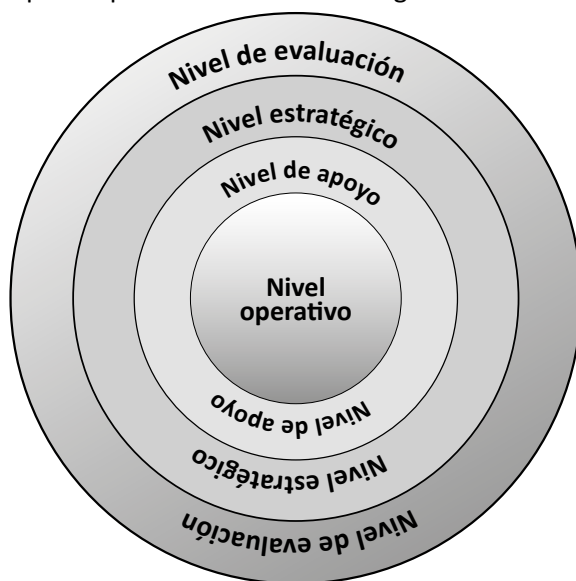 Nivel de evaluación
Nivel estratégico
Nivel de apoyo
Nivel
operativo
Nivel de apoyo
Nivel estratégico
Nivel de evaluación